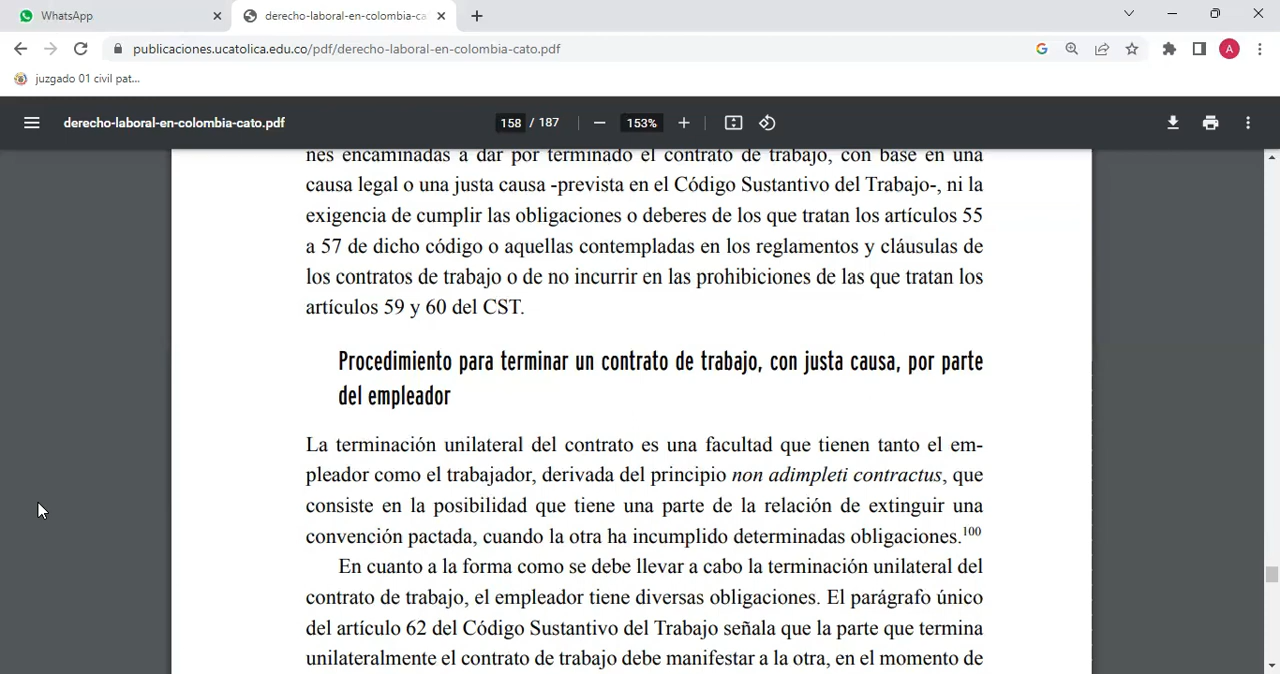 WhatsApp
derecho-laboral-en-colombia-ca
publicaciones.ucatolica.edu.co/pdf/derecho-laboral-en-colombia-cato.pdf
A
juzgado 01 civil pat...
derecho-laboral-en-colombia-cato.pdf
158 / 187
153%
nes encaminadas a dar por terminado el contrato de trabajo, con base en una
causa legal o una justa causa -prevista en el Código Sustantivo del Trabajo-, ni la
exigencia de cumplir las obligaciones o deberes de los que tratan los artículos 55
a 57 de dicho código o aquellas contempladas en los reglamentos y cláusulas de
los contratos de trabajo o de no incurrir en las prohibiciones de las que tratan los
artículos 59 y 60 del CST.
Procedimiento para terminar un contrato de trabajo, con justa causa, por parte
del empleador
La terminación unilateral del contrato es una facultad que tienen tanto el em-
pleador como el trabajador, derivada del principio non adimpleti contractus, que
consiste en la posibilidad que tiene una parte de la relación de extinguir una
convención pactada, cuando la otra ha incumplido determinadas obligaciones.100
En cuanto a la forma como se debe llevar a cabo la terminación unilateral del
contrato de trabajo, el empleador tiene diversas obligaciones. El parágrafo único
del artículo 62 del Código Sustantivo del Trabajo señala que la parte que termina
unilateralmente el contrato de trabajo debe manifestar a la otra, en el momento de